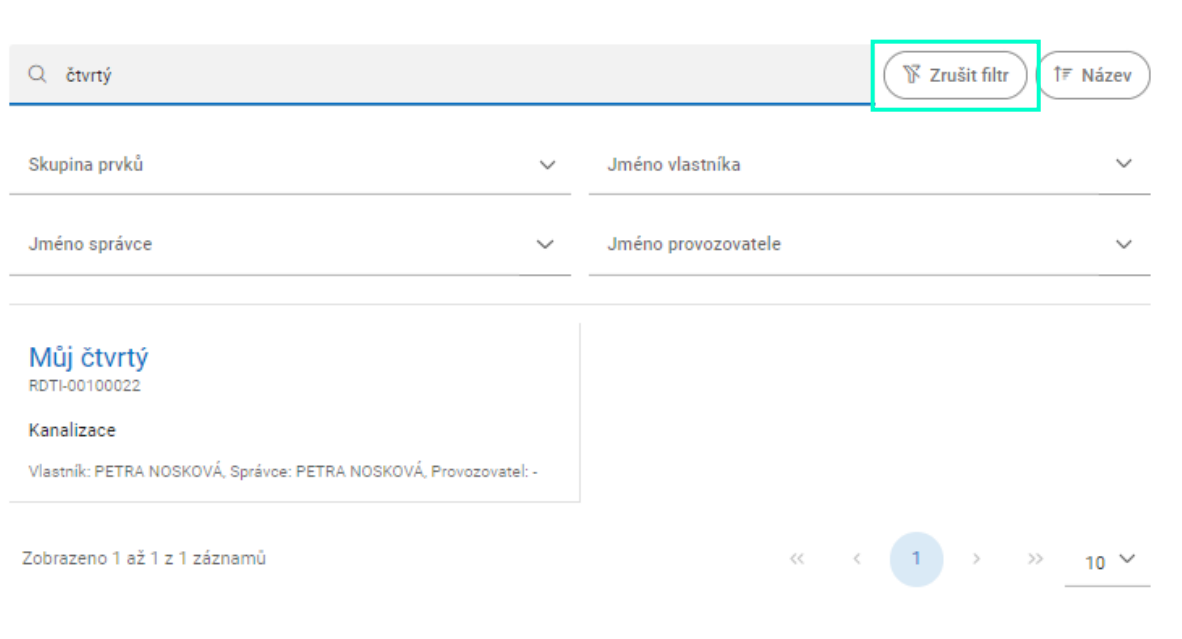 čtvrtý
Zrušit filtr
Název
Skupina prvků
Jméno vlastníka
Jméno správce
Jméno provozovatele
Můj čtvrtý
RDTI-00100022
Kanalizace
Vlastník: PETRA NOSKOVÁ, Správce: PETRA NOSKOVÁ, Provozovatel: -
Zobrazeno 1 až 1 z 1 záznamů
1
10